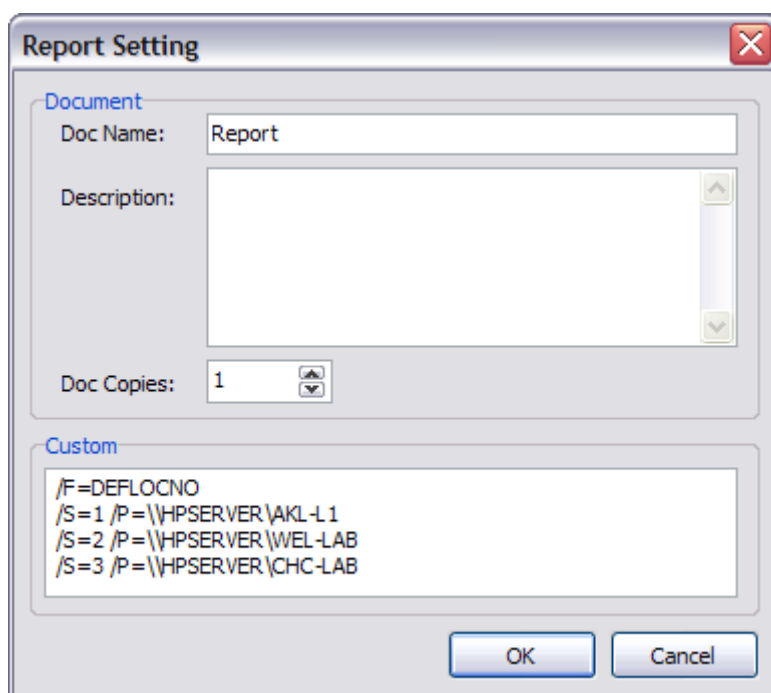 Report Setting
Document
Doc Name: Report
Description:
Doc Copies: 1
Custom
/F=DEFLOCNO
/S=1 /P=\\HPSERVER\AKL-L1
/S=2 /P=\\HPSERVER\WEL-LAB
/S=3 /P=\\HPSERVER\CHC-LAB
OK Cancel